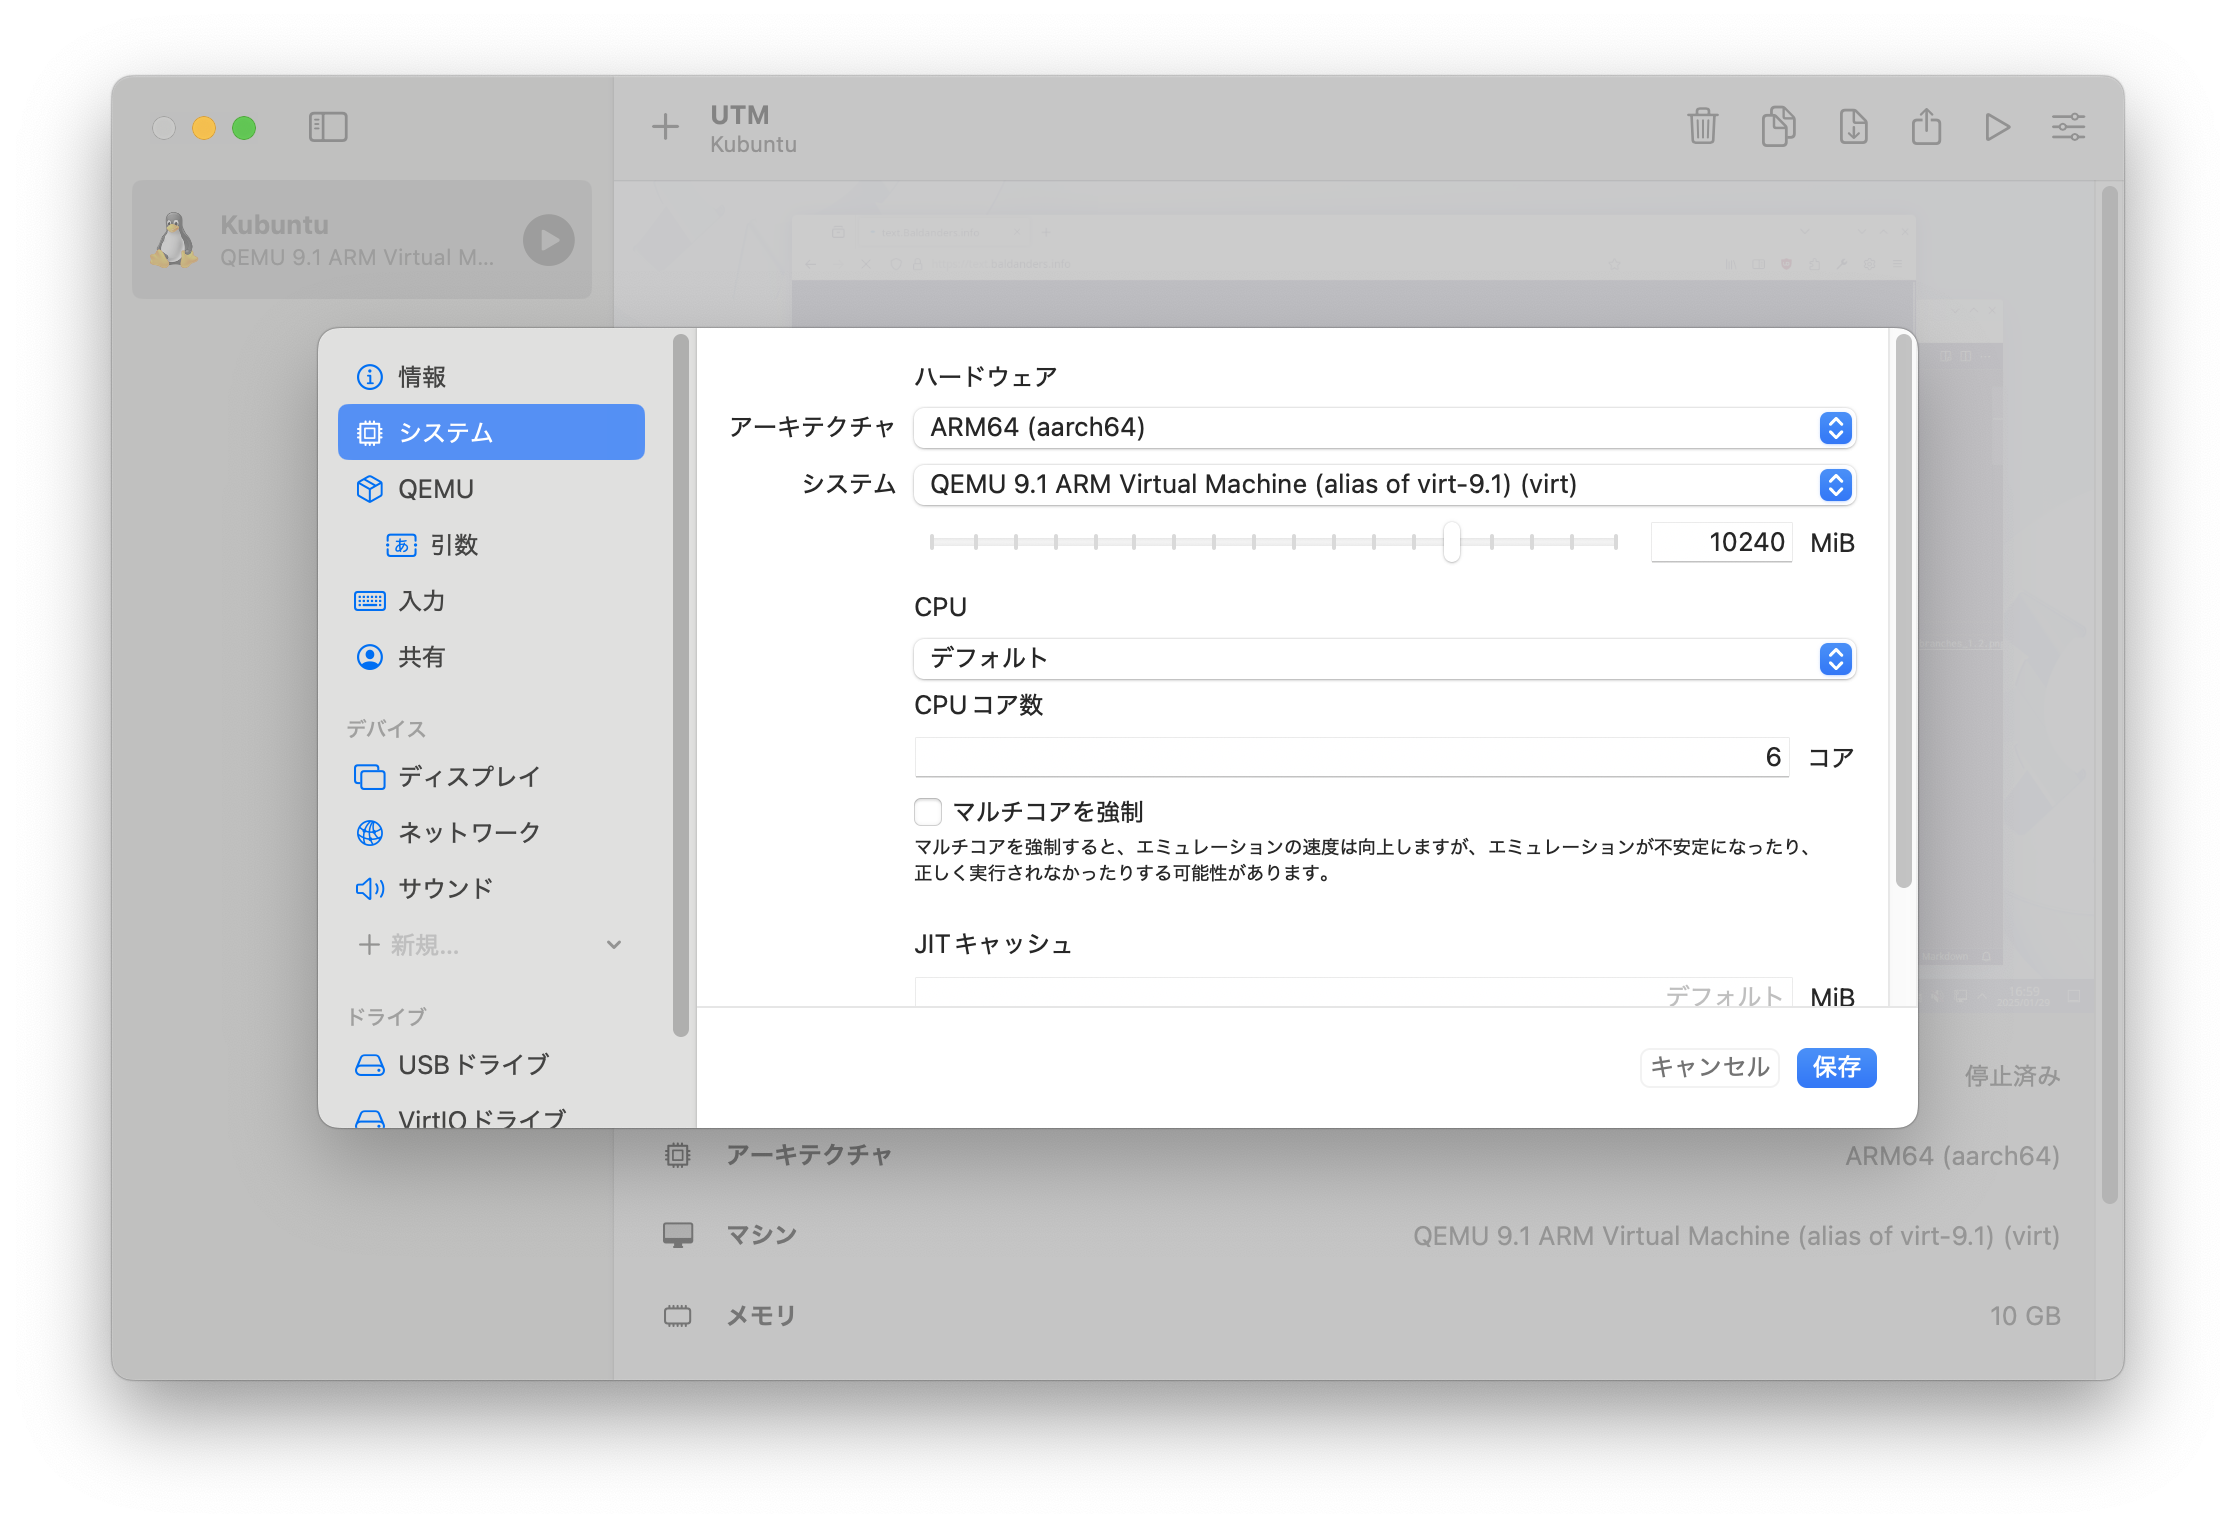 UTM
Kubuntu
Kubuntu
QEMU 9.1 ARM Virtual M...
情報
システム
QEMU
引数
入力
共有
デバイス
ディスプレイ
ネットワーク
サウンド
新規...
ドライブ
USB ドライブ
VirtIO ドライブ
ハードウェア
アーキテクチャ ARM64 (aarch64)
システム QEMU 9.1 ARM Virtual Machine (alias of virt-9.1) (virt)
10240 MiB
CPU
デフォルト
CPU コア数
6 コア
マルチコアを強制
マルチコアを強制すると、エミュレーションの速度は向上しますが、エミュレーションが不安定になったり、
正しく実行されなかったりする可能性があります。
JIT キャッシュ
デフォルト MiB
キャンセル 保存
停止済み
アーキテクチャ ARM64 (aarch64)
マシン QEMU 9.1 ARM Virtual Machine (alias of virt-9.1) (virt)
メモリ 10 GB